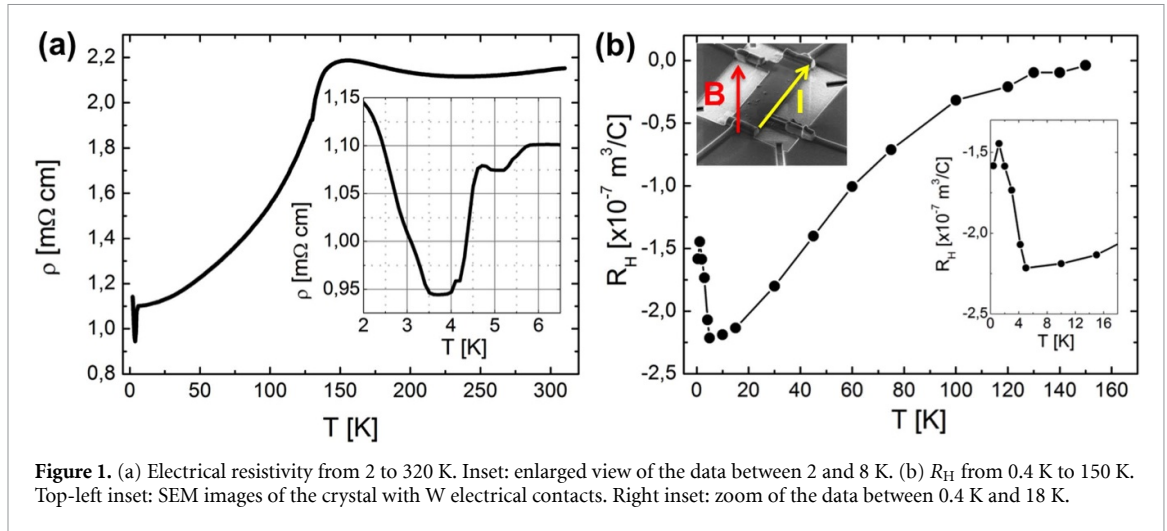 (a)
2,2
2,0
1,8
1,6
1,4
1,2
1,0
0,8
ρ [mΩ cm]
0 50 100 150 200 250 300
T [K]
1,15
1,10
1,05
1,00
0,95
ρ [mΩ cm]
2 3 4 5 6
T [K]
(b)
0,0
-0,5
-1,0
-1,5
-2,0
-2,5
R_H [x10⁻⁷ m³/C]
0 20 40 60 80 100 120 140 160
T [K]
B
I
-1,5
-2,0
-2,5
R_H [x10⁻⁷ m³/C]
0 4 8 12 16
T [K]
Figure 1. (a) Electrical resistivity from 2 to 320 K. Inset: enlarged view of the data between 2 and 8 K. (b) R_H from 0.4 K to 150 K.
Top-left inset: SEM images of the crystal with W electrical contacts. Right inset: zoom of the data between 0.4 K and 18 K.